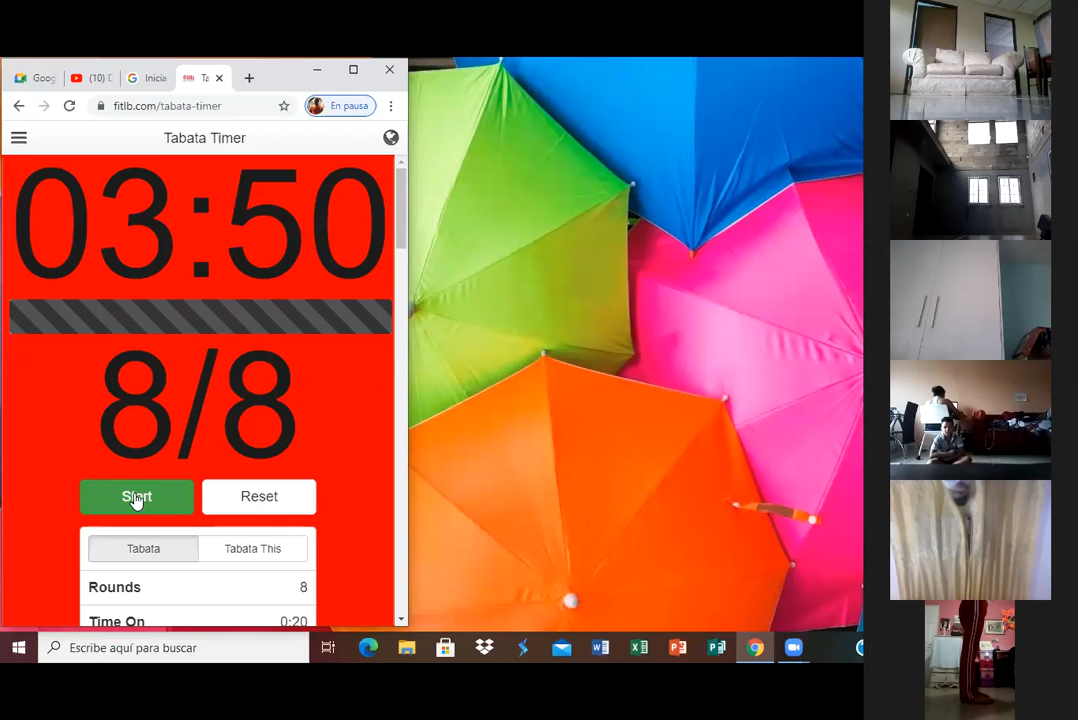 Goog
(10) D
Inicia
Ta
fitlb.com/tabata-timer
En pausa
Tabata Timer
03:50
8/8
Start
Reset
Tabata
Tabata This
Rounds 8
Time On 0:20
Escribe aquí para buscar